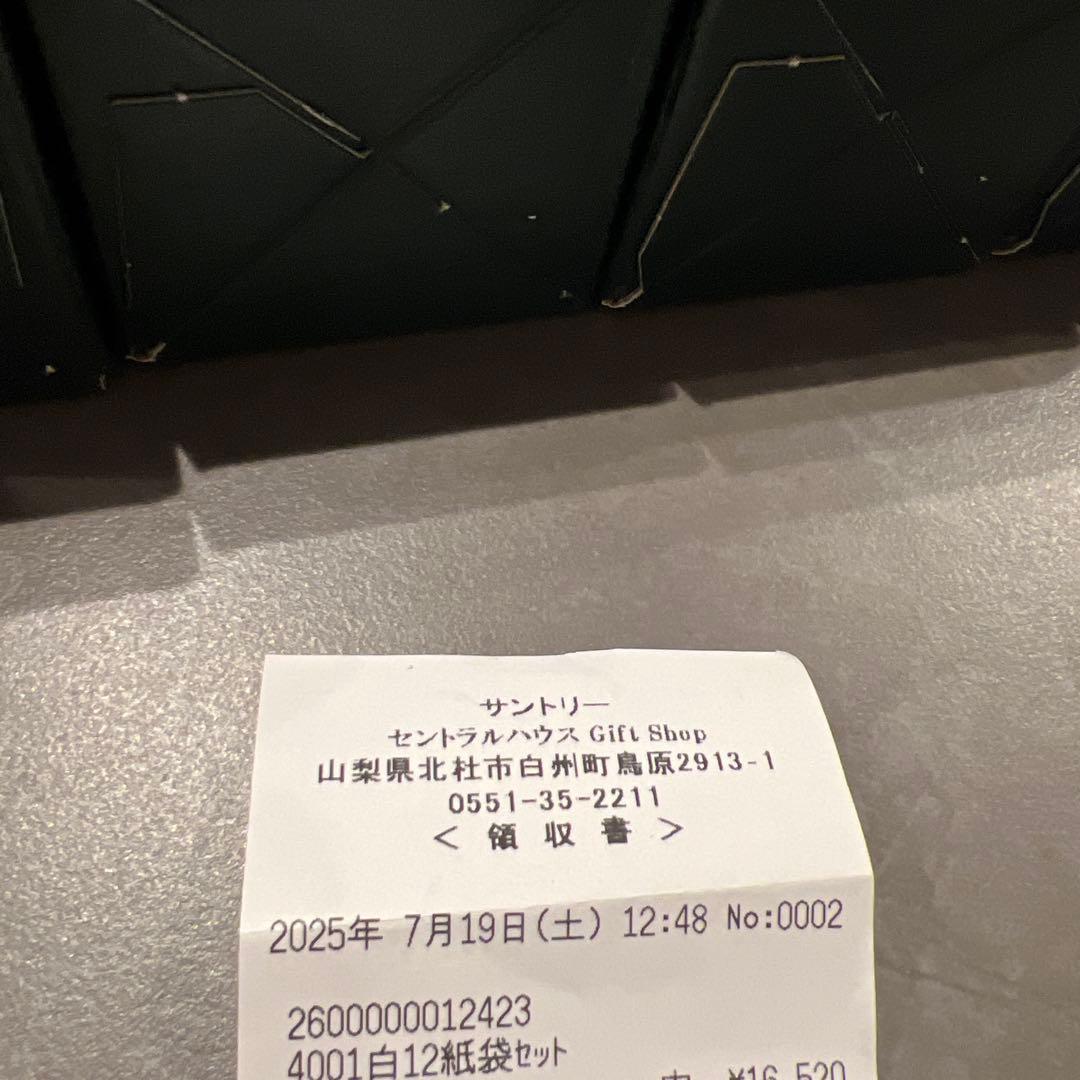 サントリー
セントラルハウス Gift Shop
山梨県北杜市白州町鳥原2913-1
0551-35-2211
< 領 収 書 >
2025年 7月19日(土) 12:48 No:0002
2600000012423
4001白12紙袋セット
内 ¥16,520